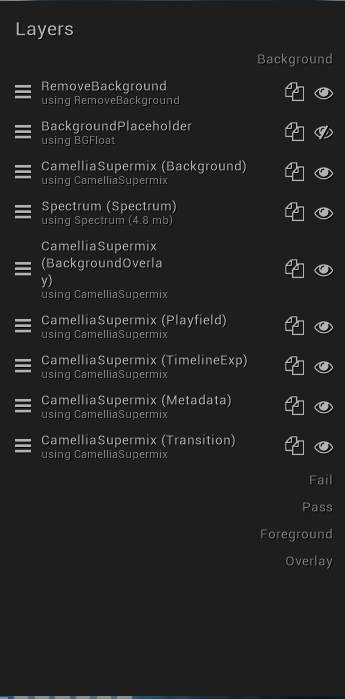 Layers
Background
RemoveBackground
using RemoveBackground
BackgroundPlaceholder
using BGFloat
CamelliaSupermix (Background)
using CamelliaSupermix
Spectrum (Spectrum)
using Spectrum (4.8 mb)
CamelliaSupermix
(BackgroundOverla
y)
using CamelliaSupermix
CamelliaSupermix (Playfield)
using CamelliaSupermix
CamelliaSupermix (TimelineExp)
using CamelliaSupermix
CamelliaSupermix (Metadata)
using CamelliaSupermix
CamelliaSupermix (Transition)
using CamelliaSupermix
Fail
Pass
Foreground
Overlay